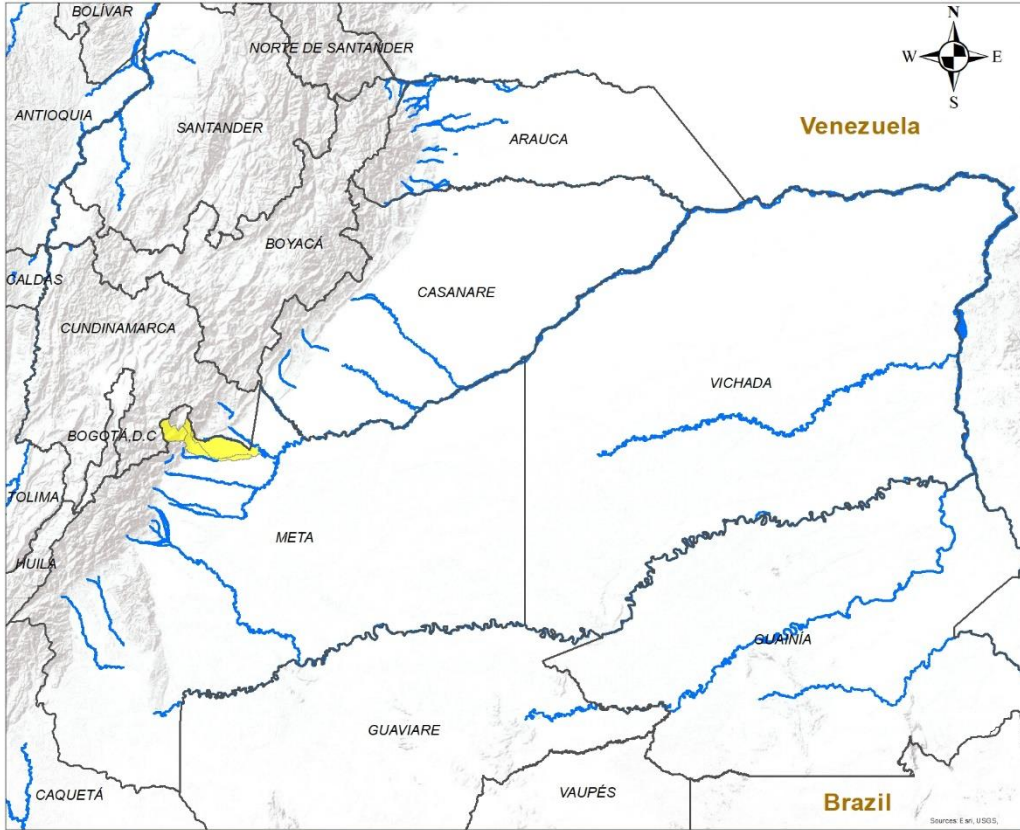 BOLÍVAR
N
NORTE DE SANTANDER
W
E
S
ANTIOQUIA
SANTANDER
ARAUCA
Venezuela
BOYACÁ
CALDAS
CASANARE
CUNDINAMARCA
VICHADA
BOGOTÁ,D.C
TOLIMA
META
HUILA
GUAINÍA
GUAVIARE
CAQUETÁ
VAUPÉS
Brazil
Sources: Esri, USGS,